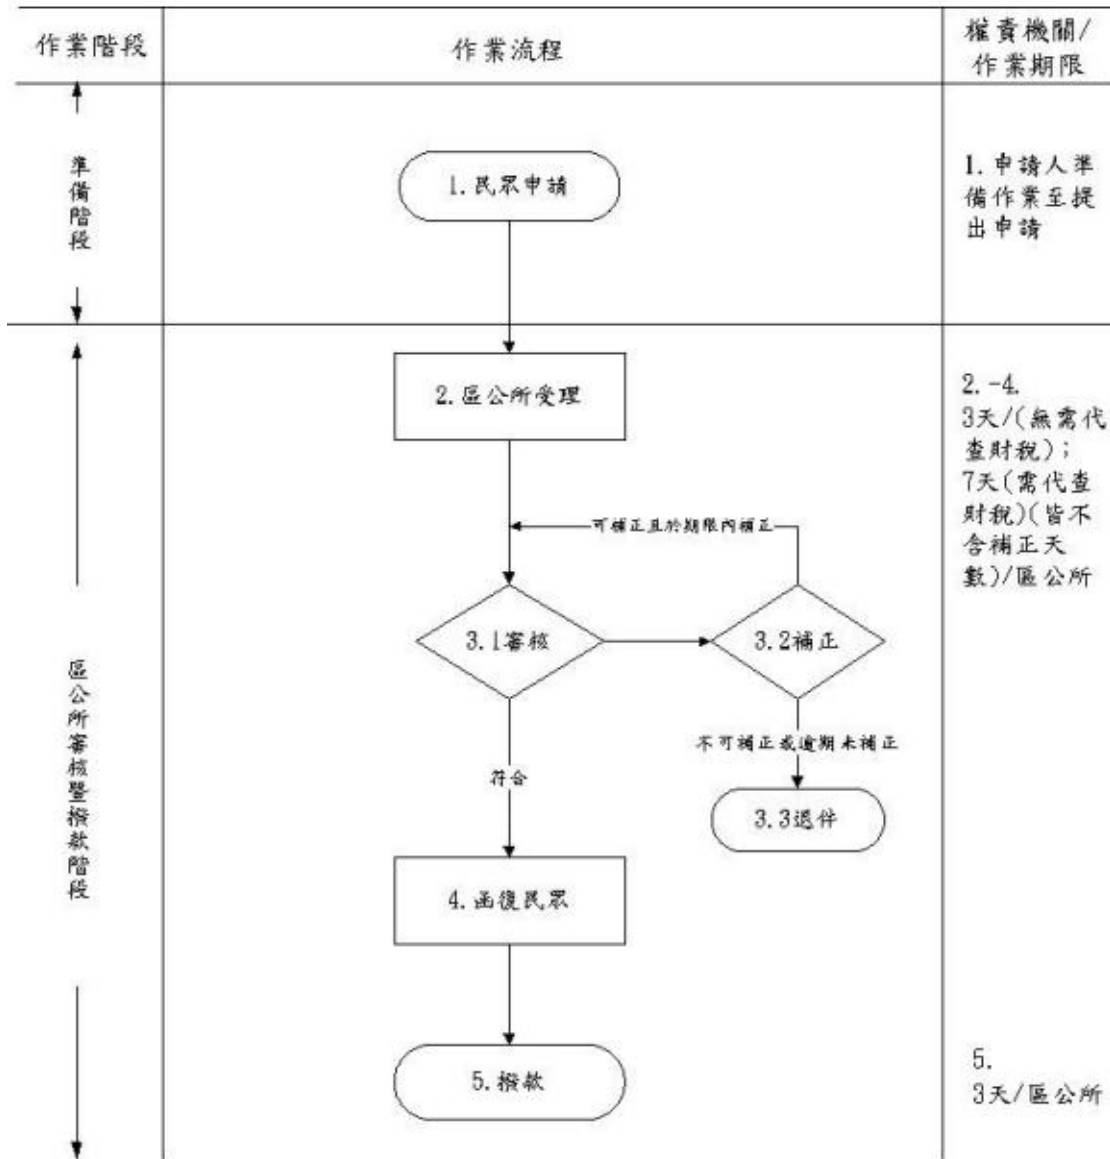 作業階段
作業流程
權責機關/
作業期限
準備階段
1.民眾申請
1.申請人準
備作業至提
出申請
區公所審核暨撥款階段
2.區公所受理
2.-4.
3天/(無需代
查財稅);
7天(需代查
財稅)(皆不
含補正天
數)/區公所
可補正且於期限內補正
3.1審核
3.2補正
不可補正或逾期未補正
符合
3.3退件
4.函復民眾
5.撥款
5.
3天/區公所